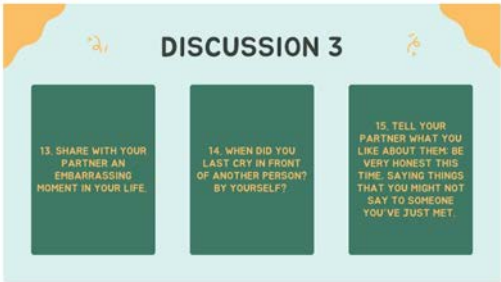 DISCUSSION 3
13. SHARE WITH YOUR
PARTNER AN
EMBARRASSING
MOMENT IN YOUR LIFE.
14. WHEN DID YOU
LAST CRY IN FRONT
OF ANOTHER PERSON?
BY YOURSELF?
15. TELL YOUR
PARTNER WHAT YOU
LIKE ABOUT THEM: BE
VERY HONEST THIS
TIME, SAYING THINGS
THAT YOU MIGHT NOT
SAY TO SOMEONE
YOU'VE JUST MET.